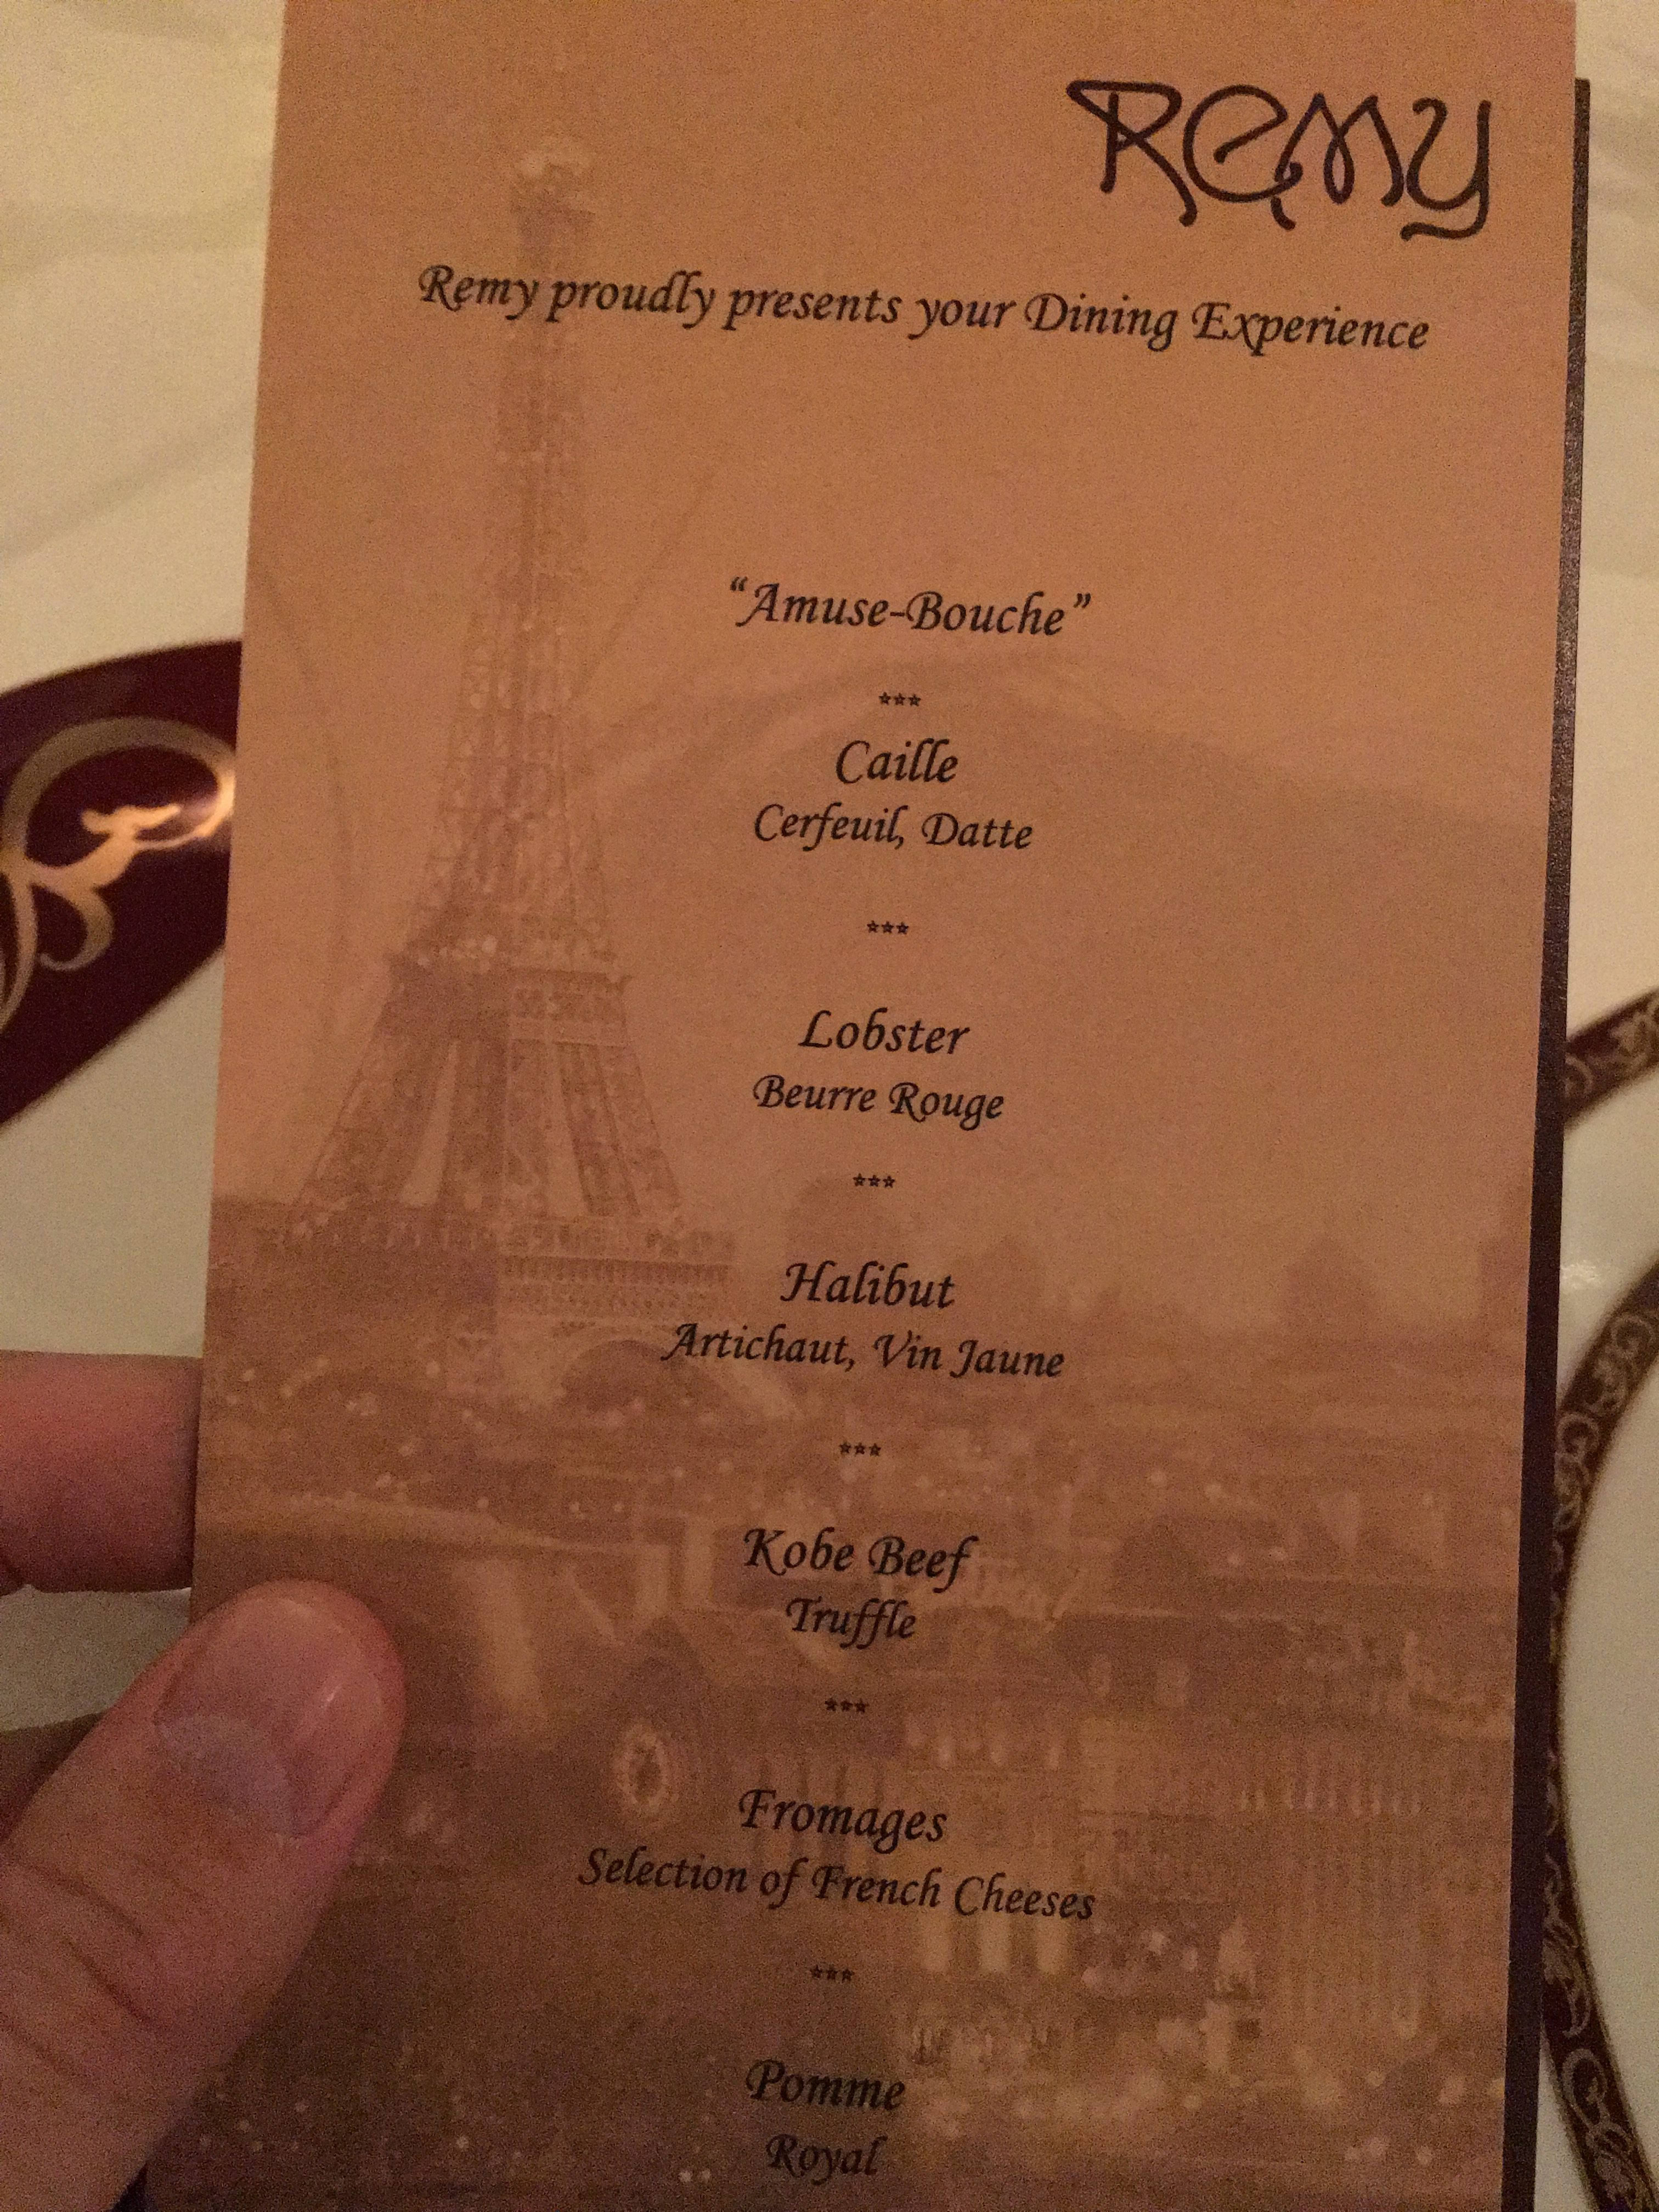 Remy
Remy proudly presents your Dining Experience
“Amuse-Bouche”
***
Caille
Cerfeuil, Datte
***
Lobster
Beurre Rouge
***
Halibut
Artichaut, Vin Jaune
***
Kobe Beef
Truffle
***
Fromages
Selection of French Cheeses
***
Pomme
Royal